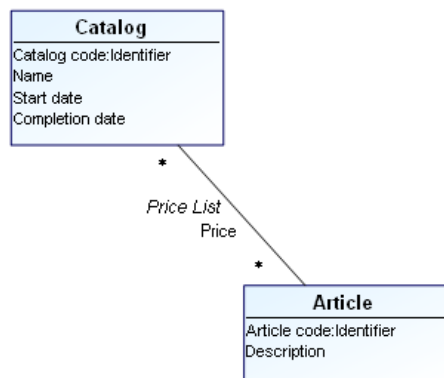 Catalog
Catalog code:Identifier
Name
Start date
Completion date
*
Price List
Price
*
Article
Article code:Identifier
Description